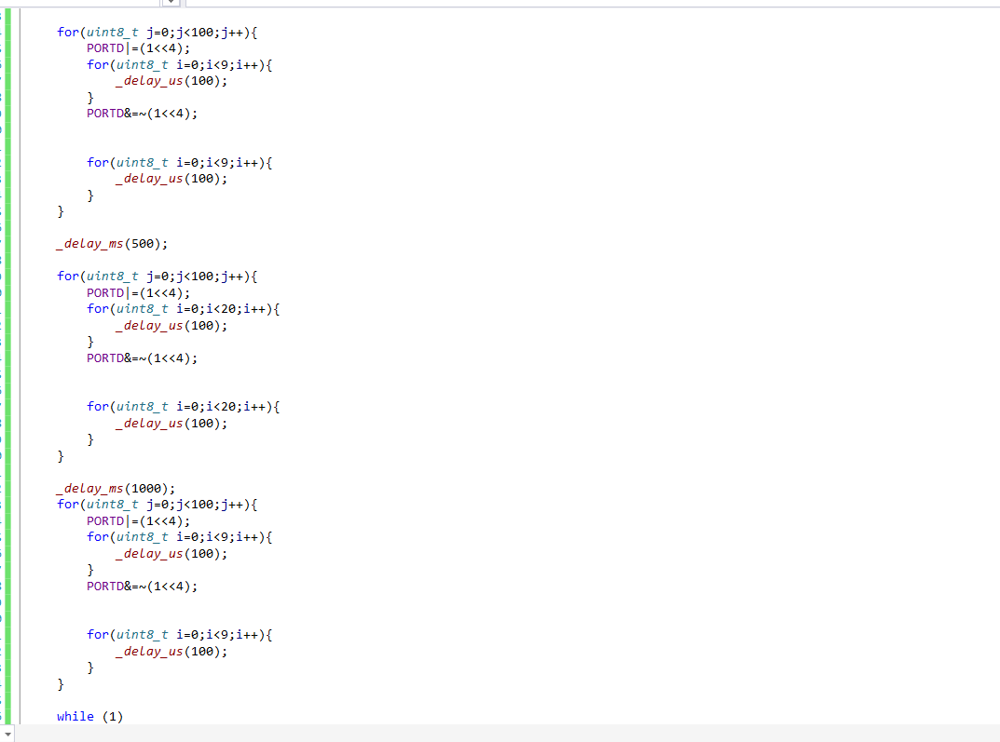 for(uint8_t j=0;j<100;j++){
PORTD|=(1<<4);
for(uint8_t i=0;i<9;i++){
_delay_us(100);
}
PORTD&=~(1<<4);
for(uint8_t i=0;i<9;i++){
_delay_us(100);
}
}
_delay_ms(500);
for(uint8_t j=0;j<100;j++){
PORTD|=(1<<4);
for(uint8_t i=0;i<20;i++){
_delay_us(100);
}
PORTD&=~(1<<4);
for(uint8_t i=0;i<20;i++){
_delay_us(100);
}
}
_delay_ms(1000);
for(uint8_t j=0;j<100;j++){
PORTD|=(1<<4);
for(uint8_t i=0;i<9;i++){
_delay_us(100);
}
PORTD&=~(1<<4);
for(uint8_t i=0;i<9;i++){
_delay_us(100);
}
}
while (1)